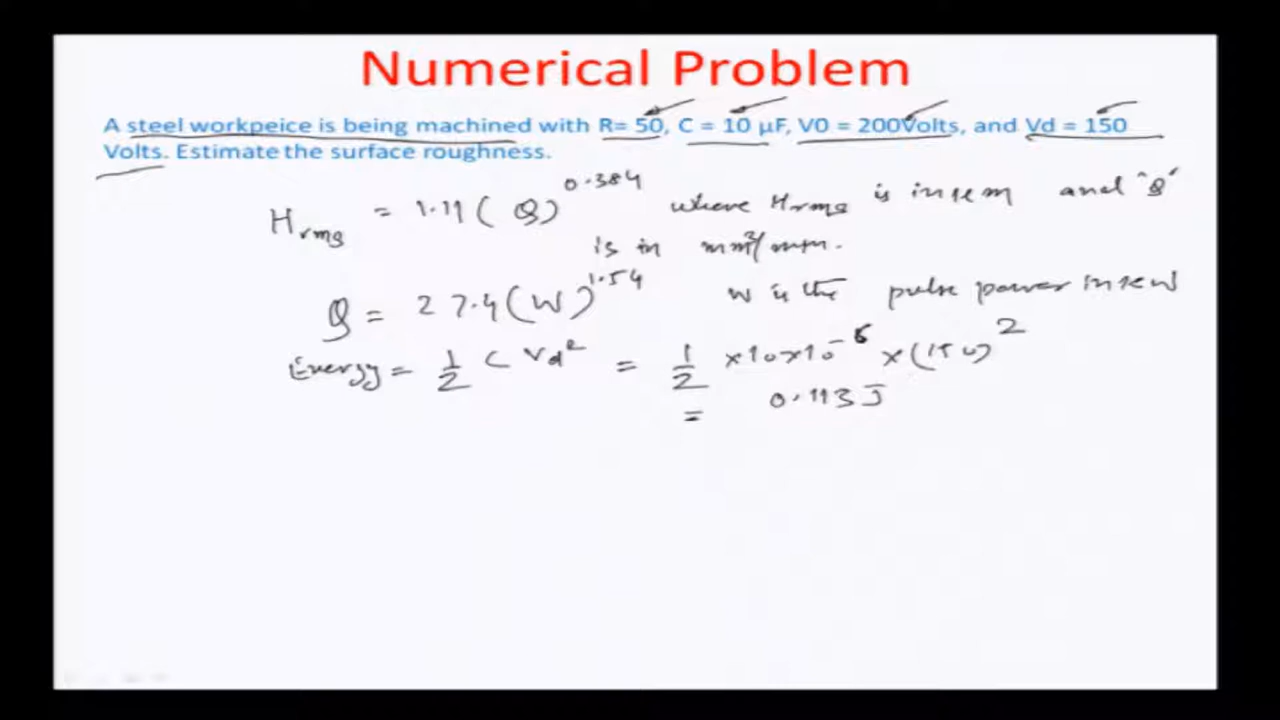 Numerical Problem
A steel workpeice is being machined with R= 50, C = 10 μF, V0 = 200Volts, and Vd = 150
Volts. Estimate the surface roughness.
Hrms = 1.11 (Q)^0.384 where Hrms is in μm and "Q"
is in mm³/min.
Q = 27.4 (W)^1.54 W is the pulse power in kW
Energy = 1/2 C Vd² = 1/2 × 10 × 10^-6 × (150)^2
= 0.113 J